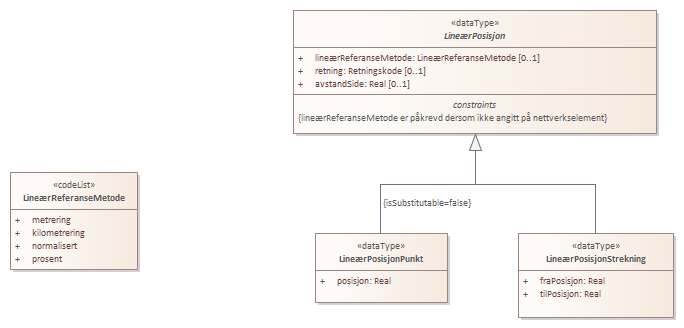 «dataType»
LineærPosisjon
+ lineærReferanseMetode: LineærReferanseMetode [0..1]
+ retning: Retningskode [0..1]
+ avstandSide: Real [0..1]
constraints
{lineærReferanseMetode er påkrevd dersom ikke angitt på nettverkselement}
«codeList»
LineærReferanseMetode
+ metrering
+ kilometrering
+ normalisert
+ prosent
{isSubstitutable=false}
«dataType»
LineærPosisjonPunkt
+ posisjon: Real
«dataType»
LineærPosisjonStrekning
+ fraPosisjon: Real
+ tilPosisjon: Real